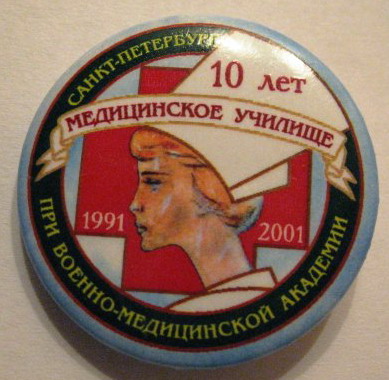 САНКТ-ПЕТЕРБУРГ
10 лет
МЕДИЦИНСКОЕ УЧИЛИЩЕ
1991
2001
ПРИ ВОЕННО-МЕДИЦИНСКОЙ АКАДЕМИИ